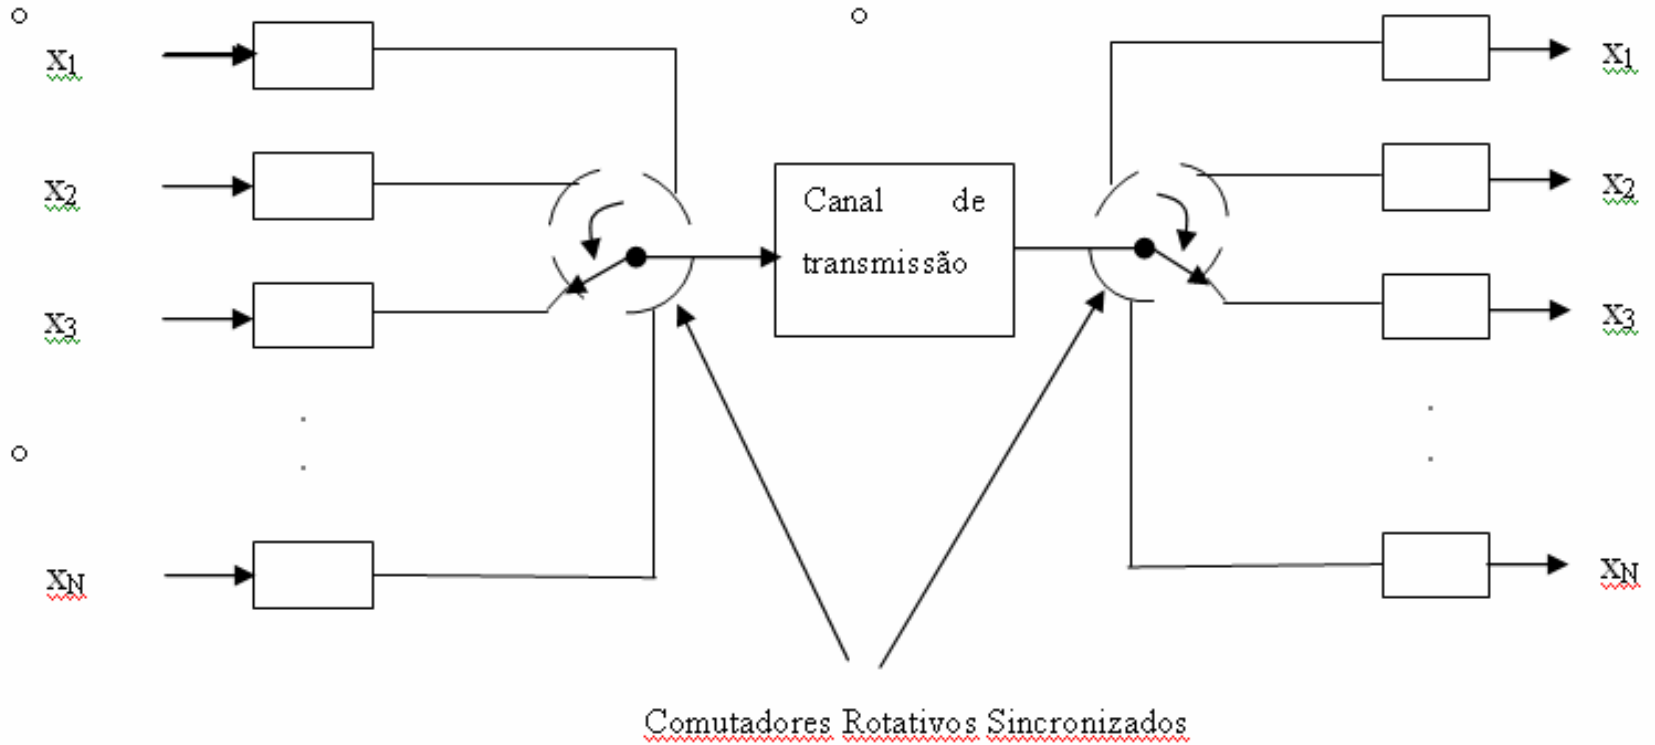 x1
x1
x2
x2
x3
x3
xN
xN
Canal de
transmissão
Comutadores Rotativos Sincronizados